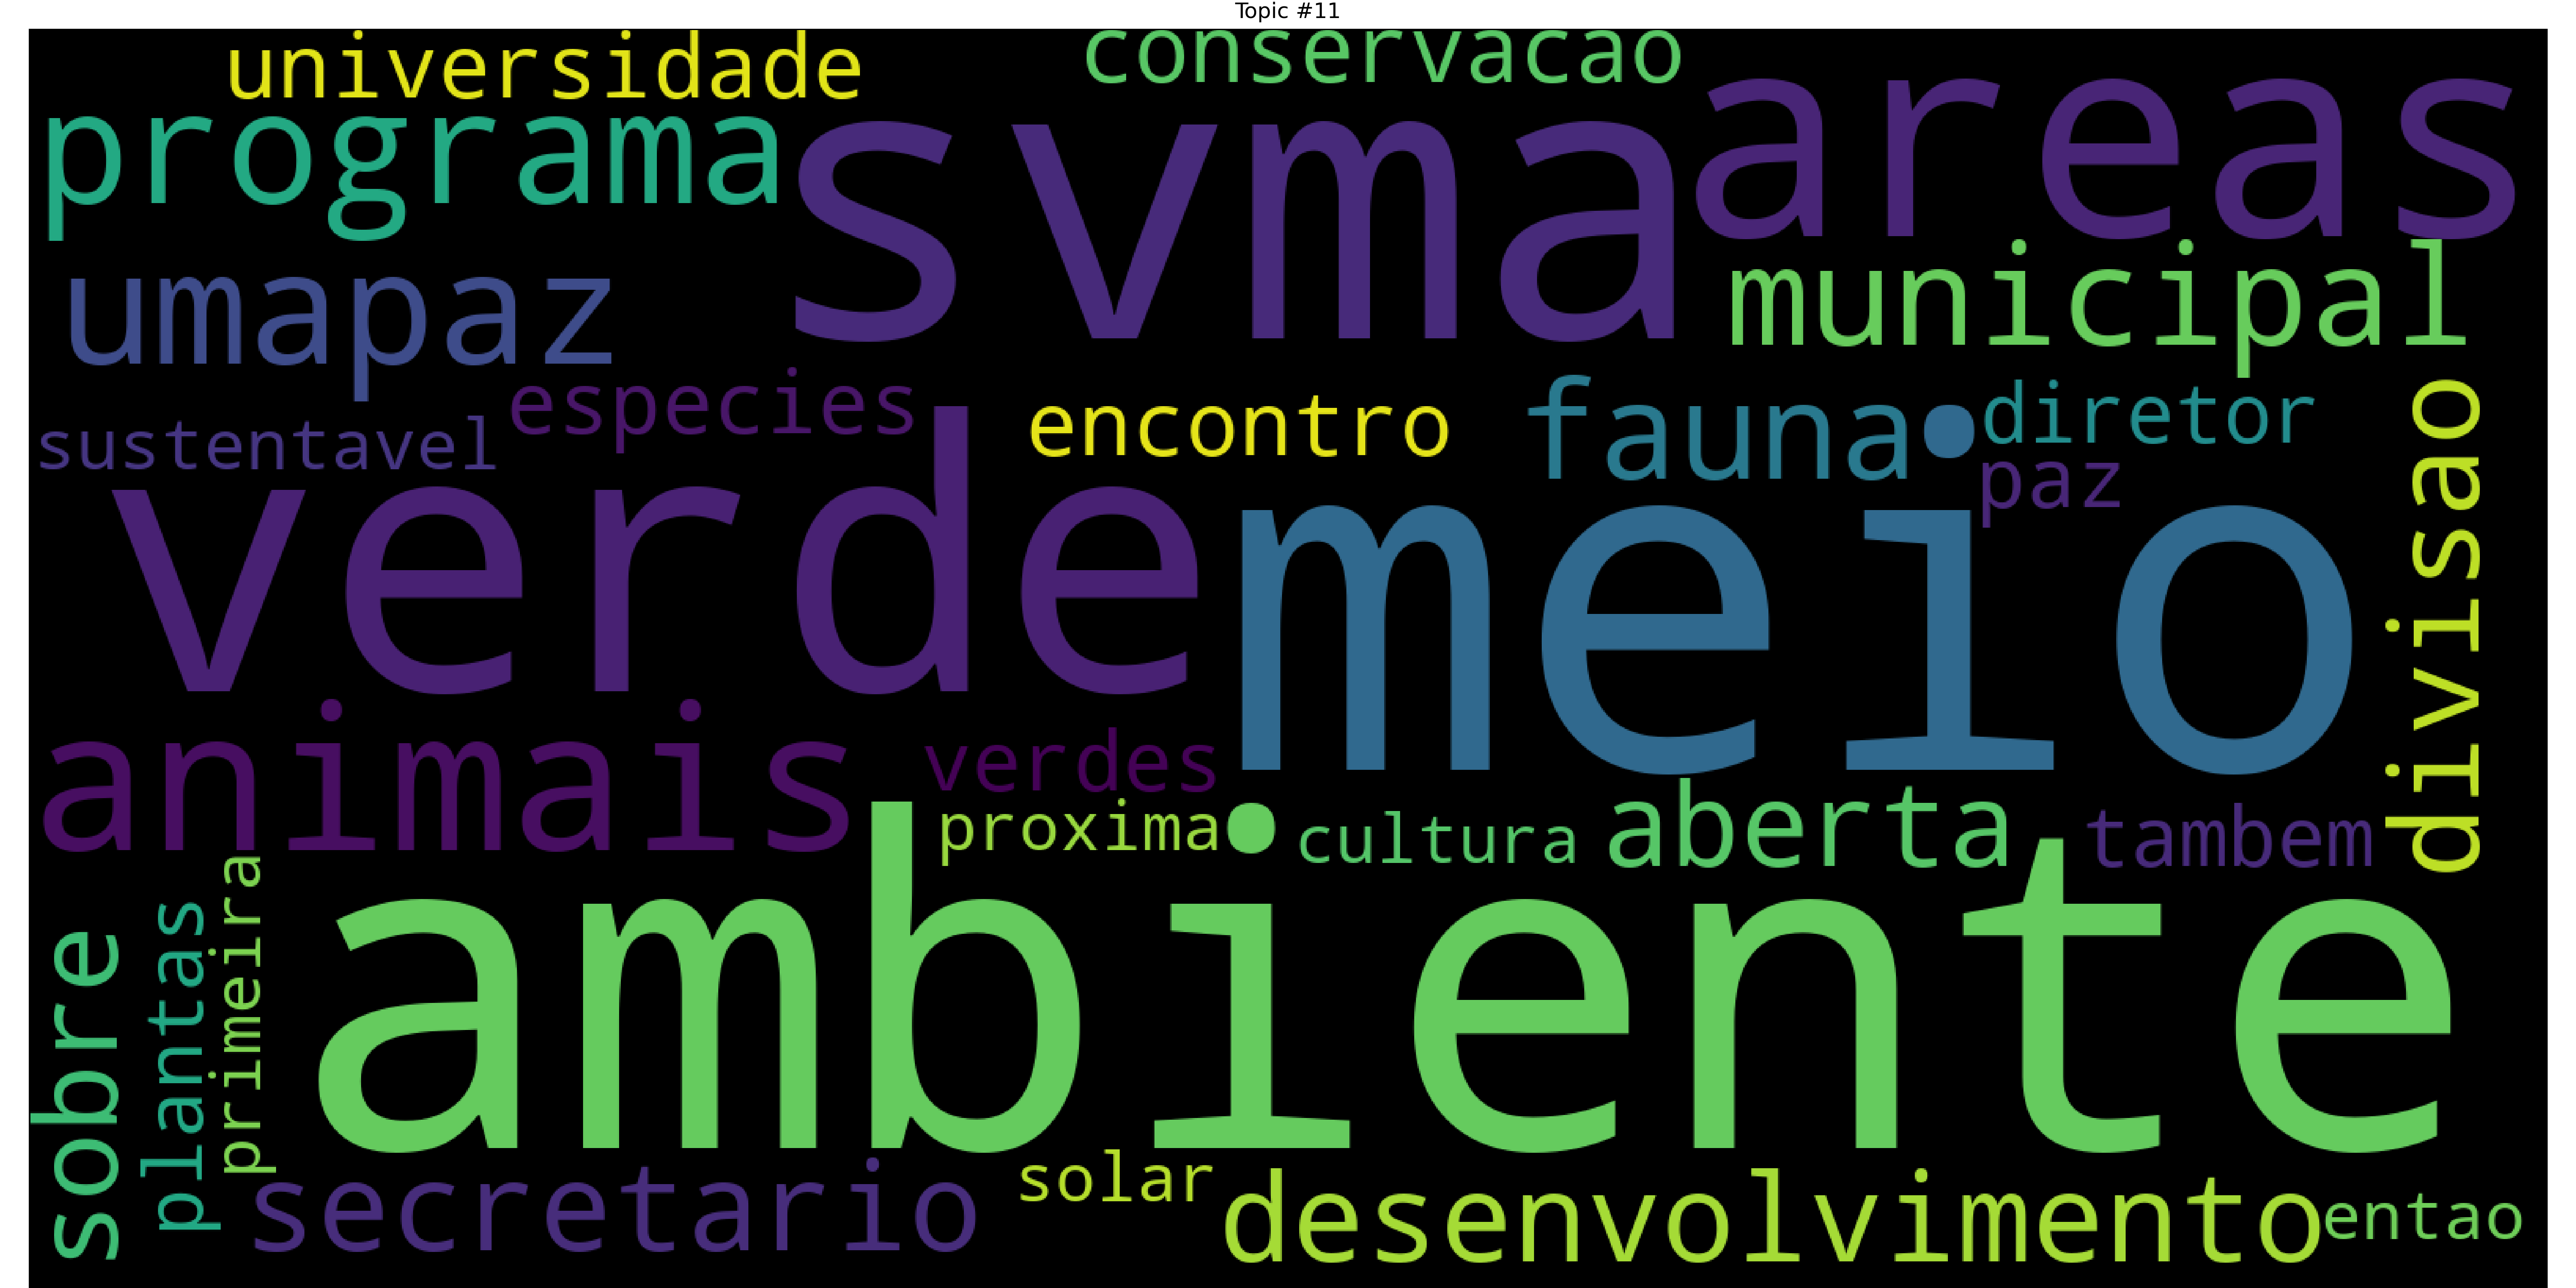 Topic #11
universidade
conservacao
programa
svma
areas
umapaz
municipal
especies
sustentavel
encontro
fauna
diretor
paz
divisao
verde
meio
animais
verdes
proxima
cultura
aberta
tambem
sobre
plantas
primeira
ambiente
secretario
solar
desenvolvimento
entao